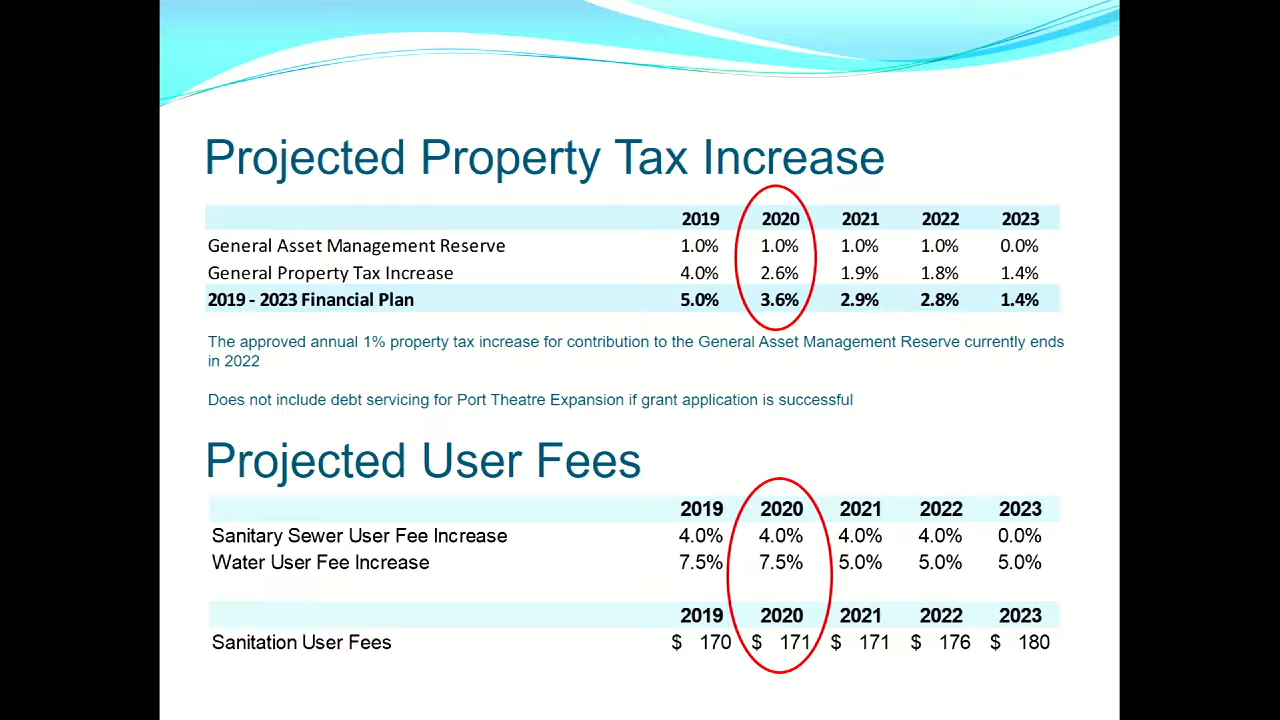 Projected Property Tax Increase
2019 2020 2021 2022 2023
General Asset Management Reserve 1.0% 1.0% 1.0% 1.0% 0.0%
General Property Tax Increase 4.0% 2.6% 1.9% 1.8% 1.4%
2019 - 2023 Financial Plan 5.0% 3.6% 2.9% 2.8% 1.4%
The approved annual 1% property tax increase for contribution to the General Asset Management Reserve currently ends
in 2022
Does not include debt servicing for Port Theatre Expansion if grant application is successful
Projected User Fees
2019 2020 2021 2022 2023
Sanitary Sewer User Fee Increase 4.0% 4.0% 4.0% 4.0% 0.0%
Water User Fee Increase 7.5% 7.5% 5.0% 5.0% 5.0%
2019 2020 2021 2022 2023
Sanitation User Fees $ 170 $ 171 $ 171 $ 176 $ 180